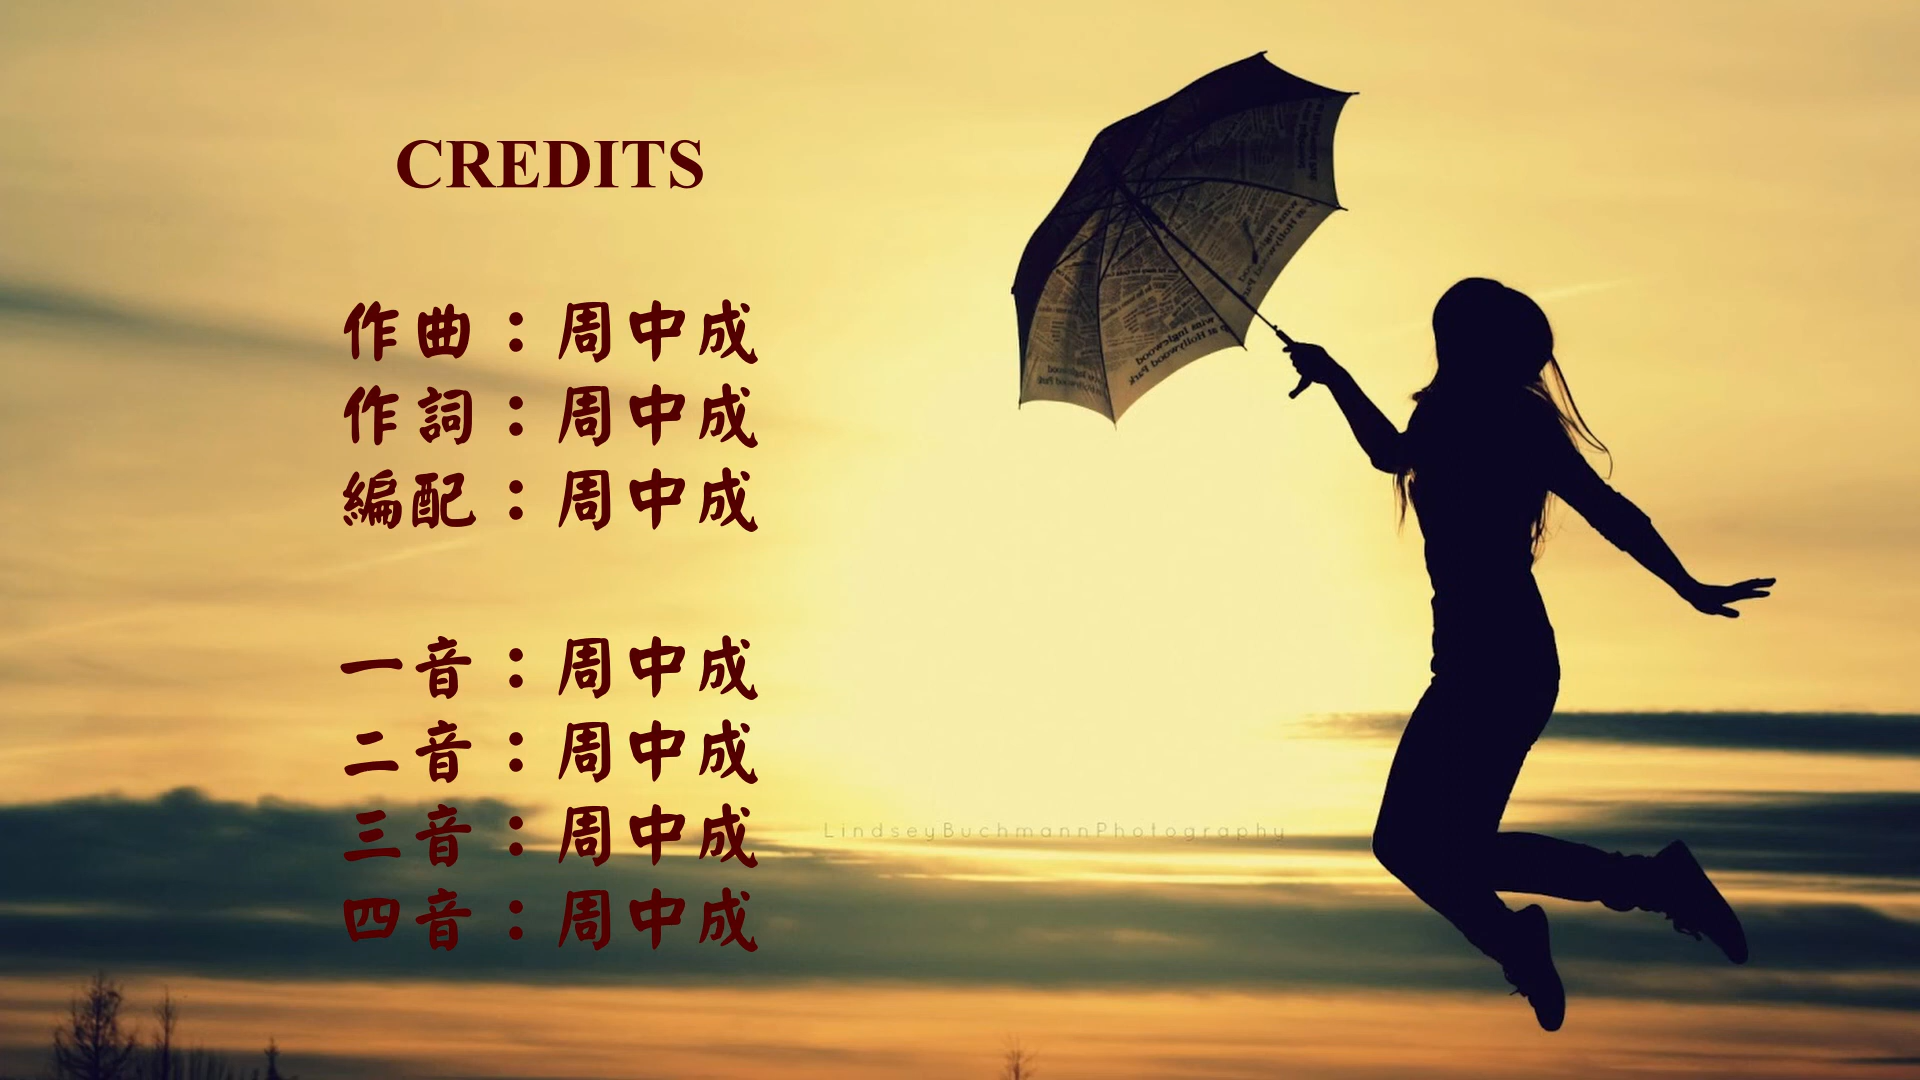 CREDITS
作曲：周中成
作詞：周中成
編配：周中成
一音：周中成
二音：周中成
三音：周中成
四音：周中成
LindseyBuchmannPhotography